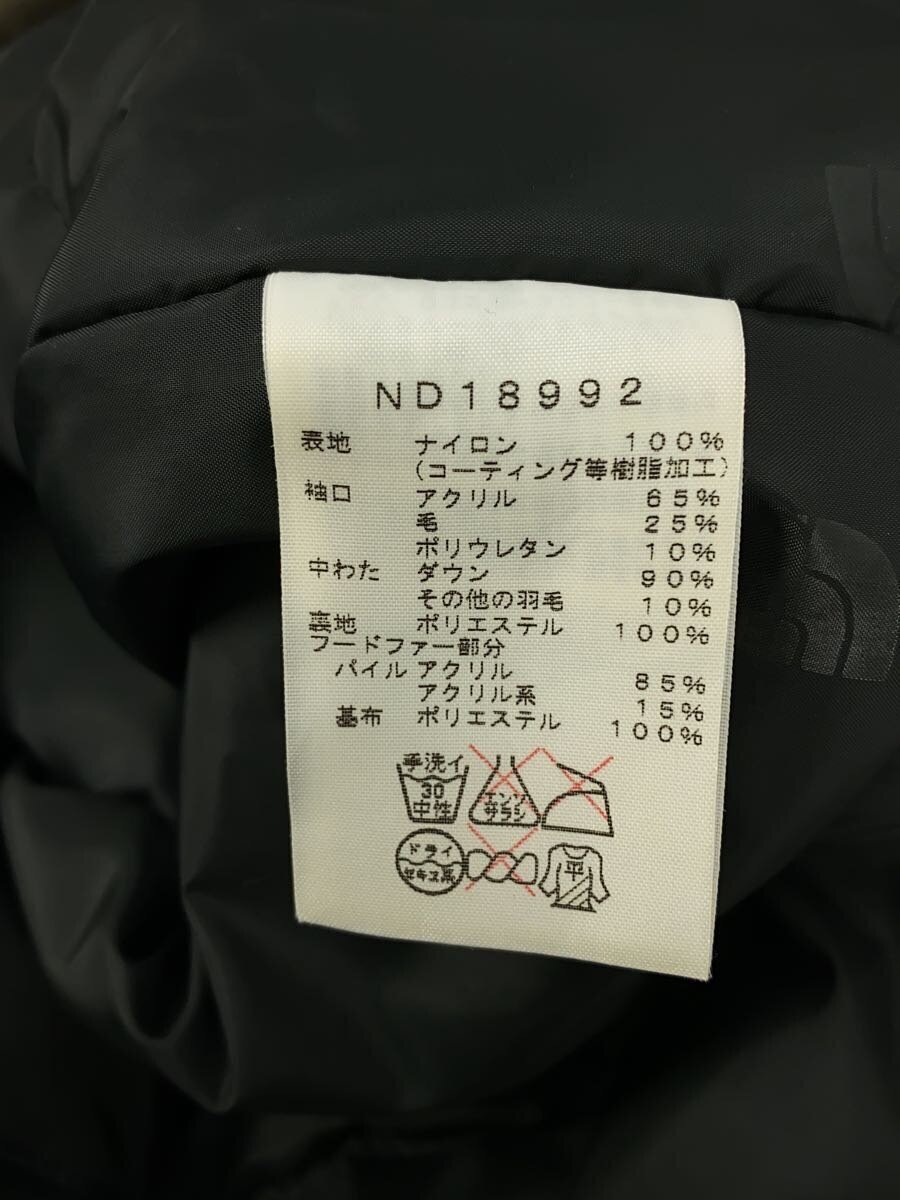 ND18992
表地 ナイロン 100%
(コーティング等樹脂加工)
袖口 アクリル 65%
毛 25%
ポリウレタン 10%
中わた ダウン 90%
その他の羽毛 10%
裏地 ポリエステル 100%
フードファー部分
パイル アクリル 85%
アクリル系 15%
基布 ポリエステル 100%
手洗イ
30
中性
エンソ
サラシ
ドライ
セキユ系
平